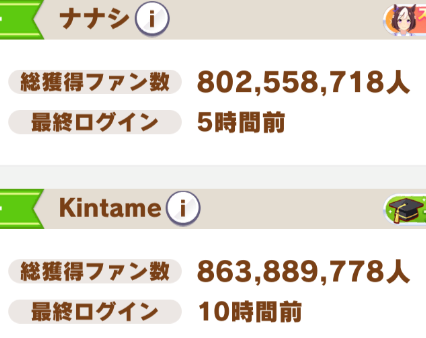 ナナシ i
総獲得ファン数 802,558,718人
最終ログイン 5時間前
Kintame i
総獲得ファン数 863,889,778人
最終ログイン 10時間前